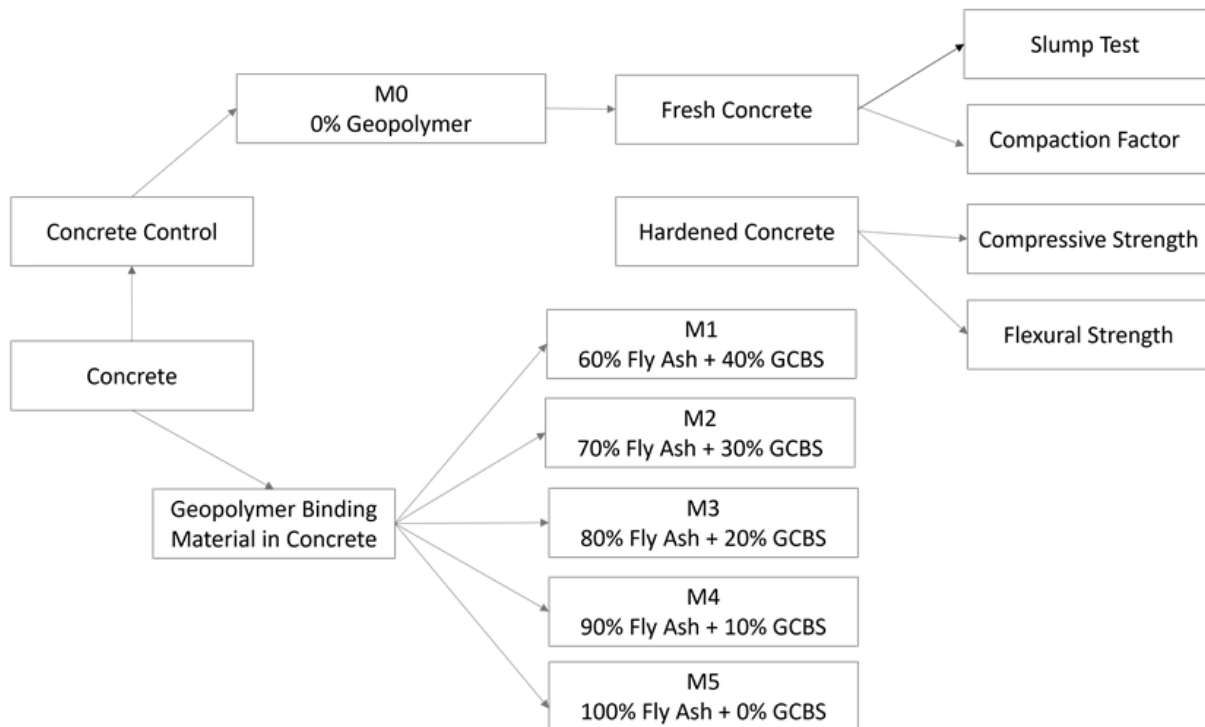 Slump Test
M0
0% Geopolymer
Fresh Concrete
Compaction Factor
Concrete Control
Hardened Concrete
Compressive Strength
Flexural Strength
Concrete
M1
60% Fly Ash + 40% GCBS
M2
70% Fly Ash + 30% GCBS
Geopolymer Binding
Material in Concrete
M3
80% Fly Ash + 20% GCBS
M4
90% Fly Ash + 10% GCBS
M5
100% Fly Ash + 0% GCBS